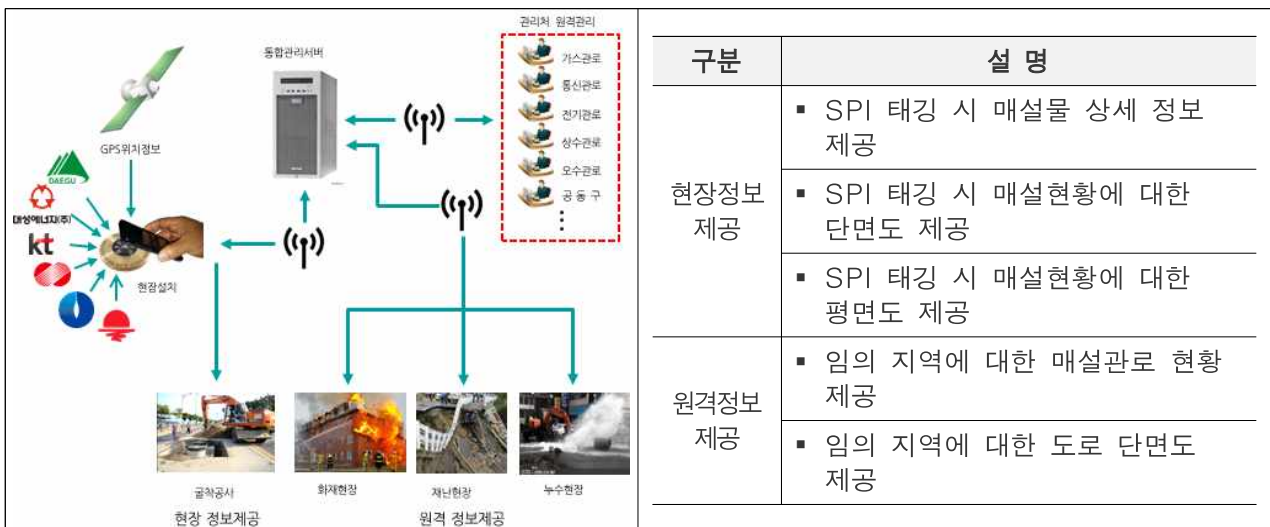 관리처 원격관리
통합관리서버
가스관로
통신관로
전기관로
상수관로
오수관로
공 동 구
GPS위치정보
DAEGU
대성에너지(주)
kt
현장설치
굴착공사
화재현장
재난현장
누수현장
현장 정보제공
원격 정보제공
구분
설 명
현장정보
제공
▪ SPI 태깅 시 매설물 상세 정보
제공
▪ SPI 태깅 시 매설현황에 대한
단면도 제공
▪ SPI 태깅 시 매설현황에 대한
평면도 제공
원격정보
제공
▪ 임의 지역에 대한 매설관로 현황
제공
▪ 임의 지역에 대한 도로 단면도
제공